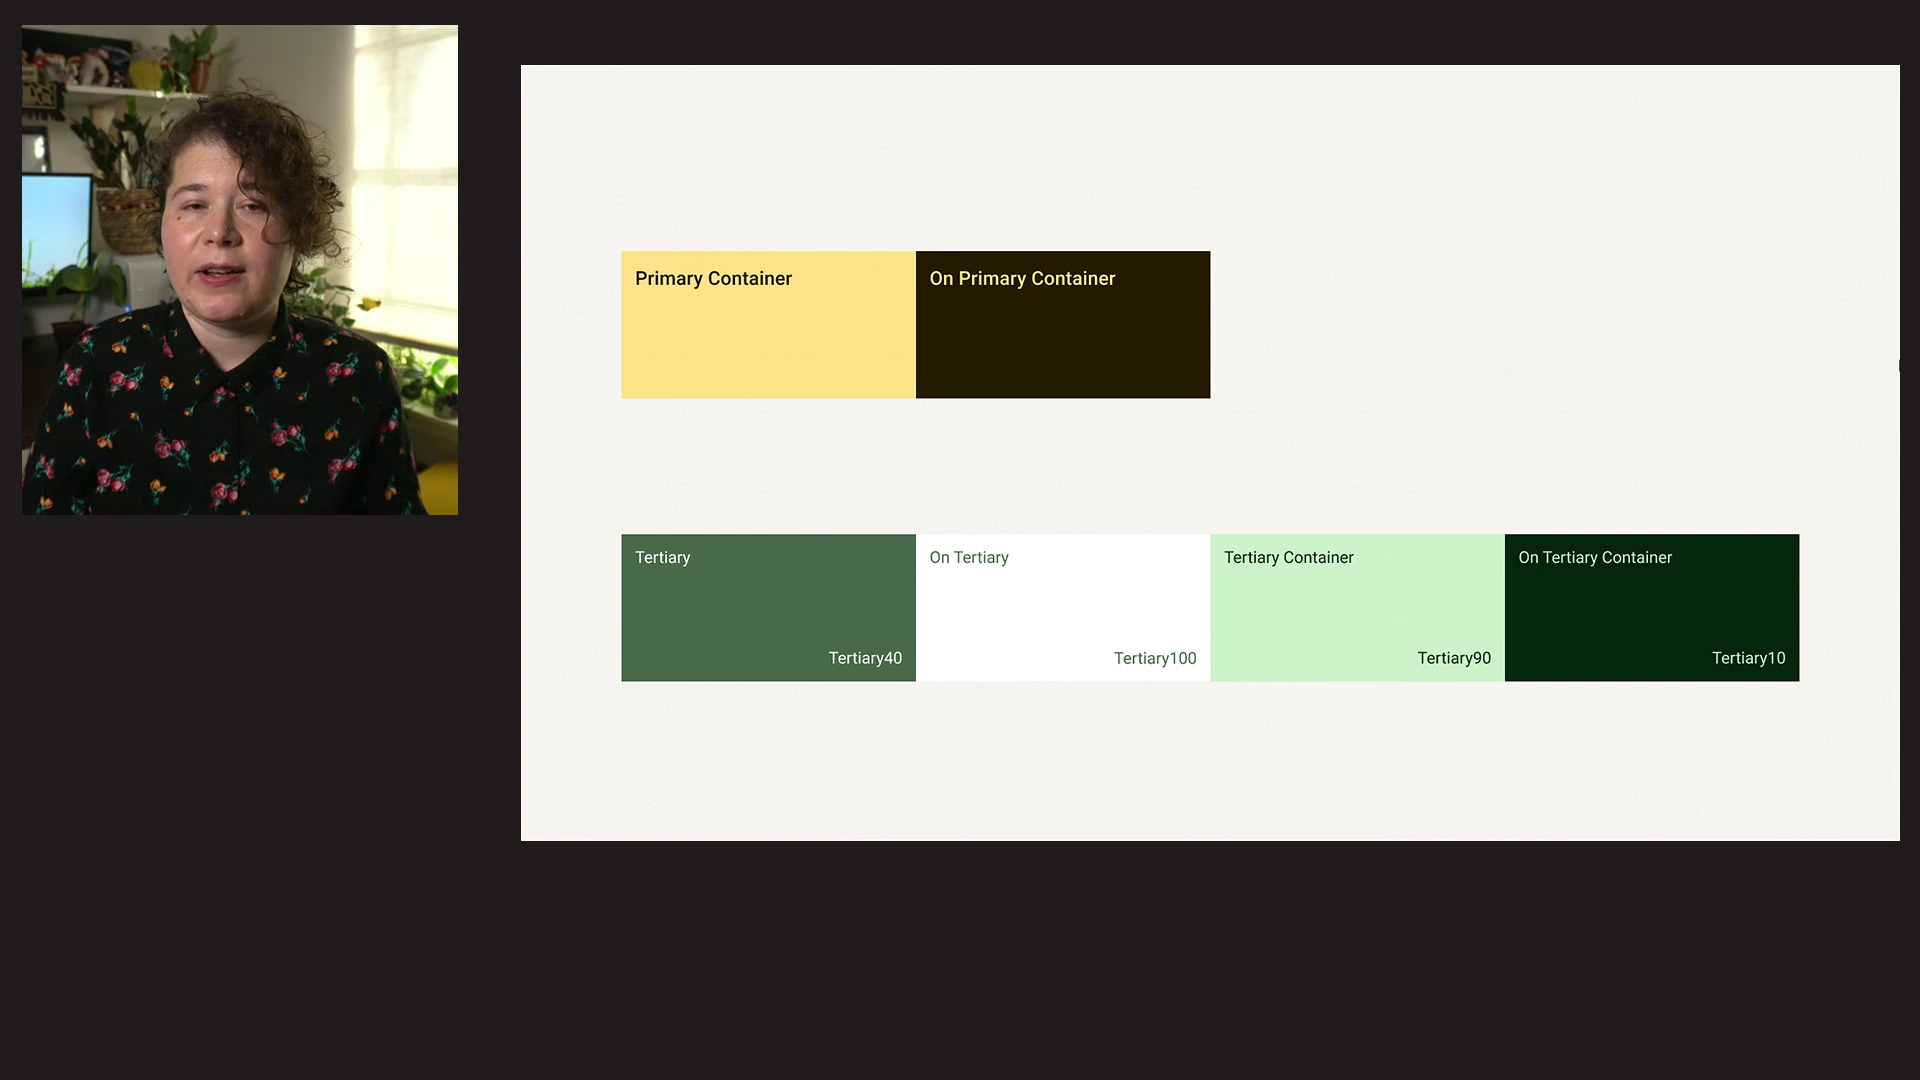 Primary Container
On Primary Container
Tertiary
On Tertiary
Tertiary Container
On Tertiary Container
Tertiary40
Tertiary100
Tertiary90
Tertiary10